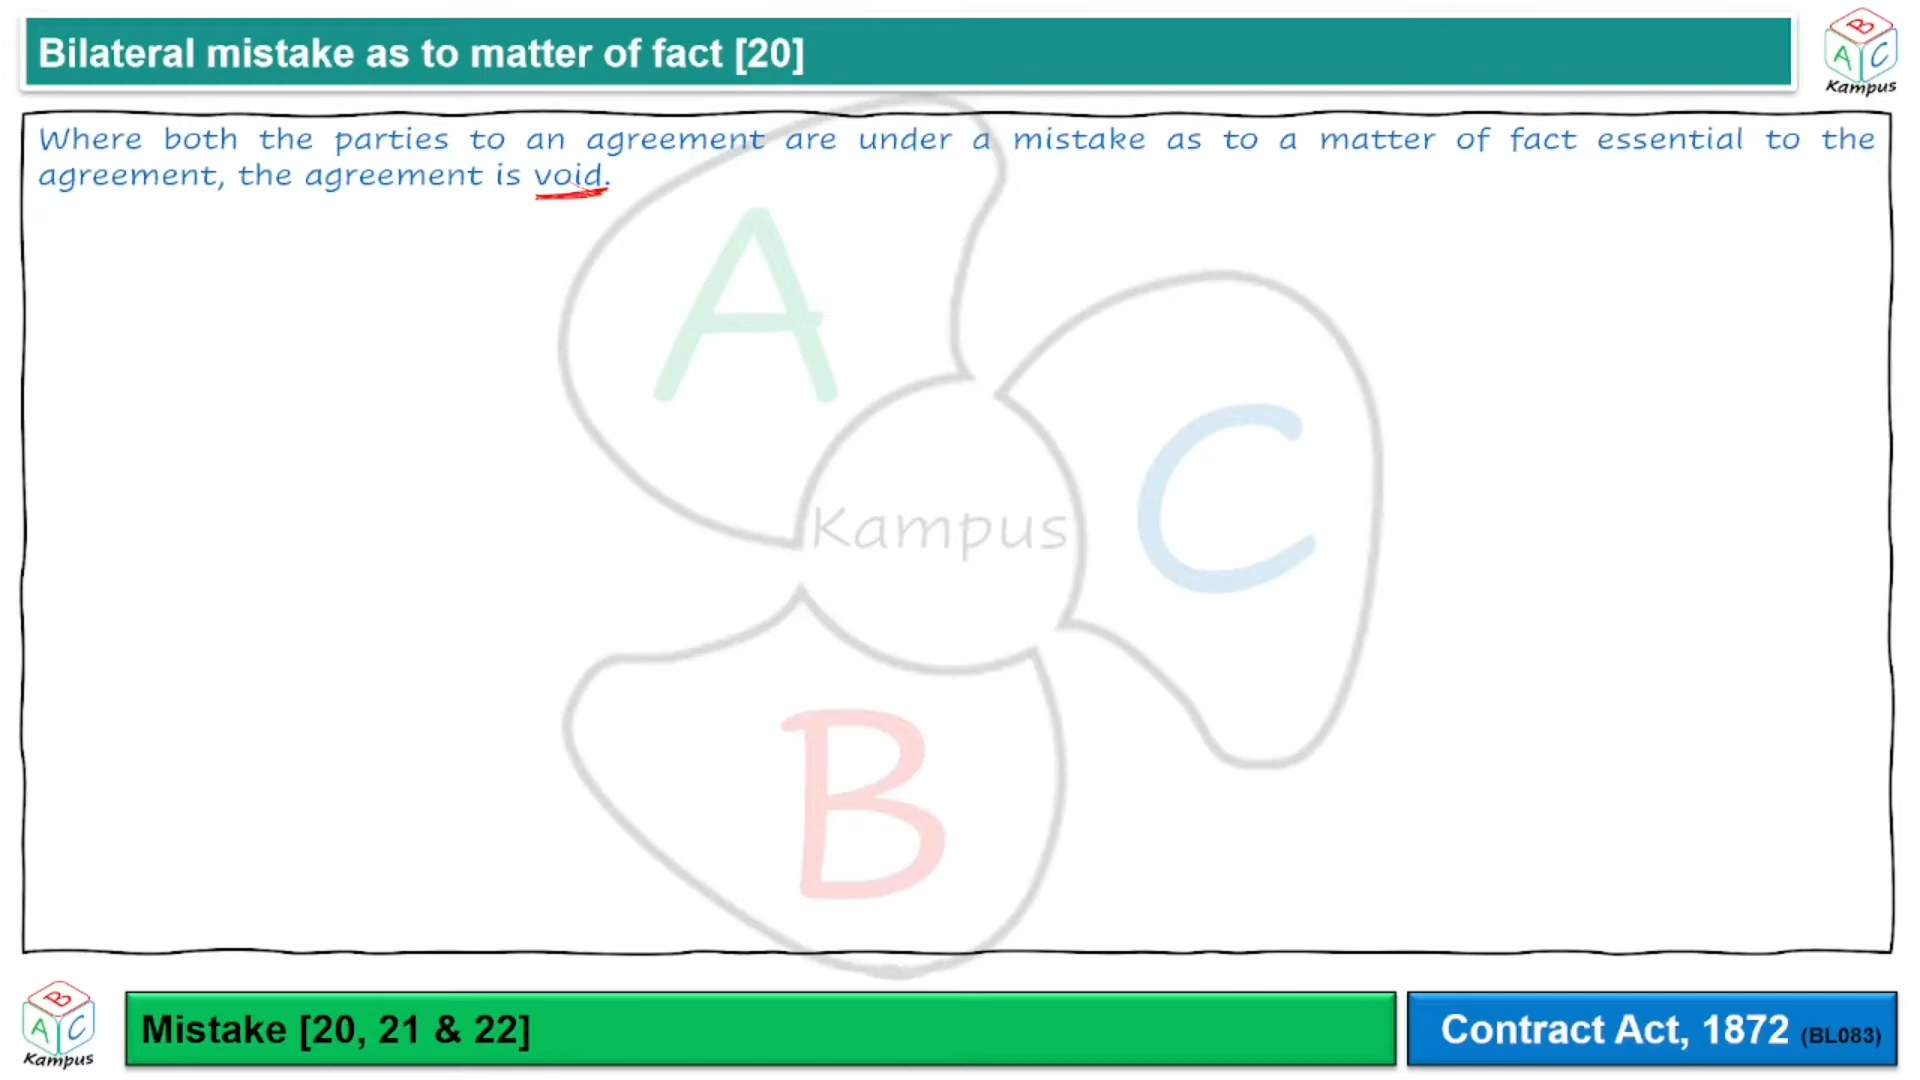 Bilateral mistake as to matter of fact [20]
B
A C
Kampus
Where both the parties to an agreement are under a mistake as to a matter of fact essential to the
agreement, the agreement is void.
A
C
Kampus
B
B
A C
Kampus
Mistake [20, 21 & 22]
Contract Act, 1872 (BL083)